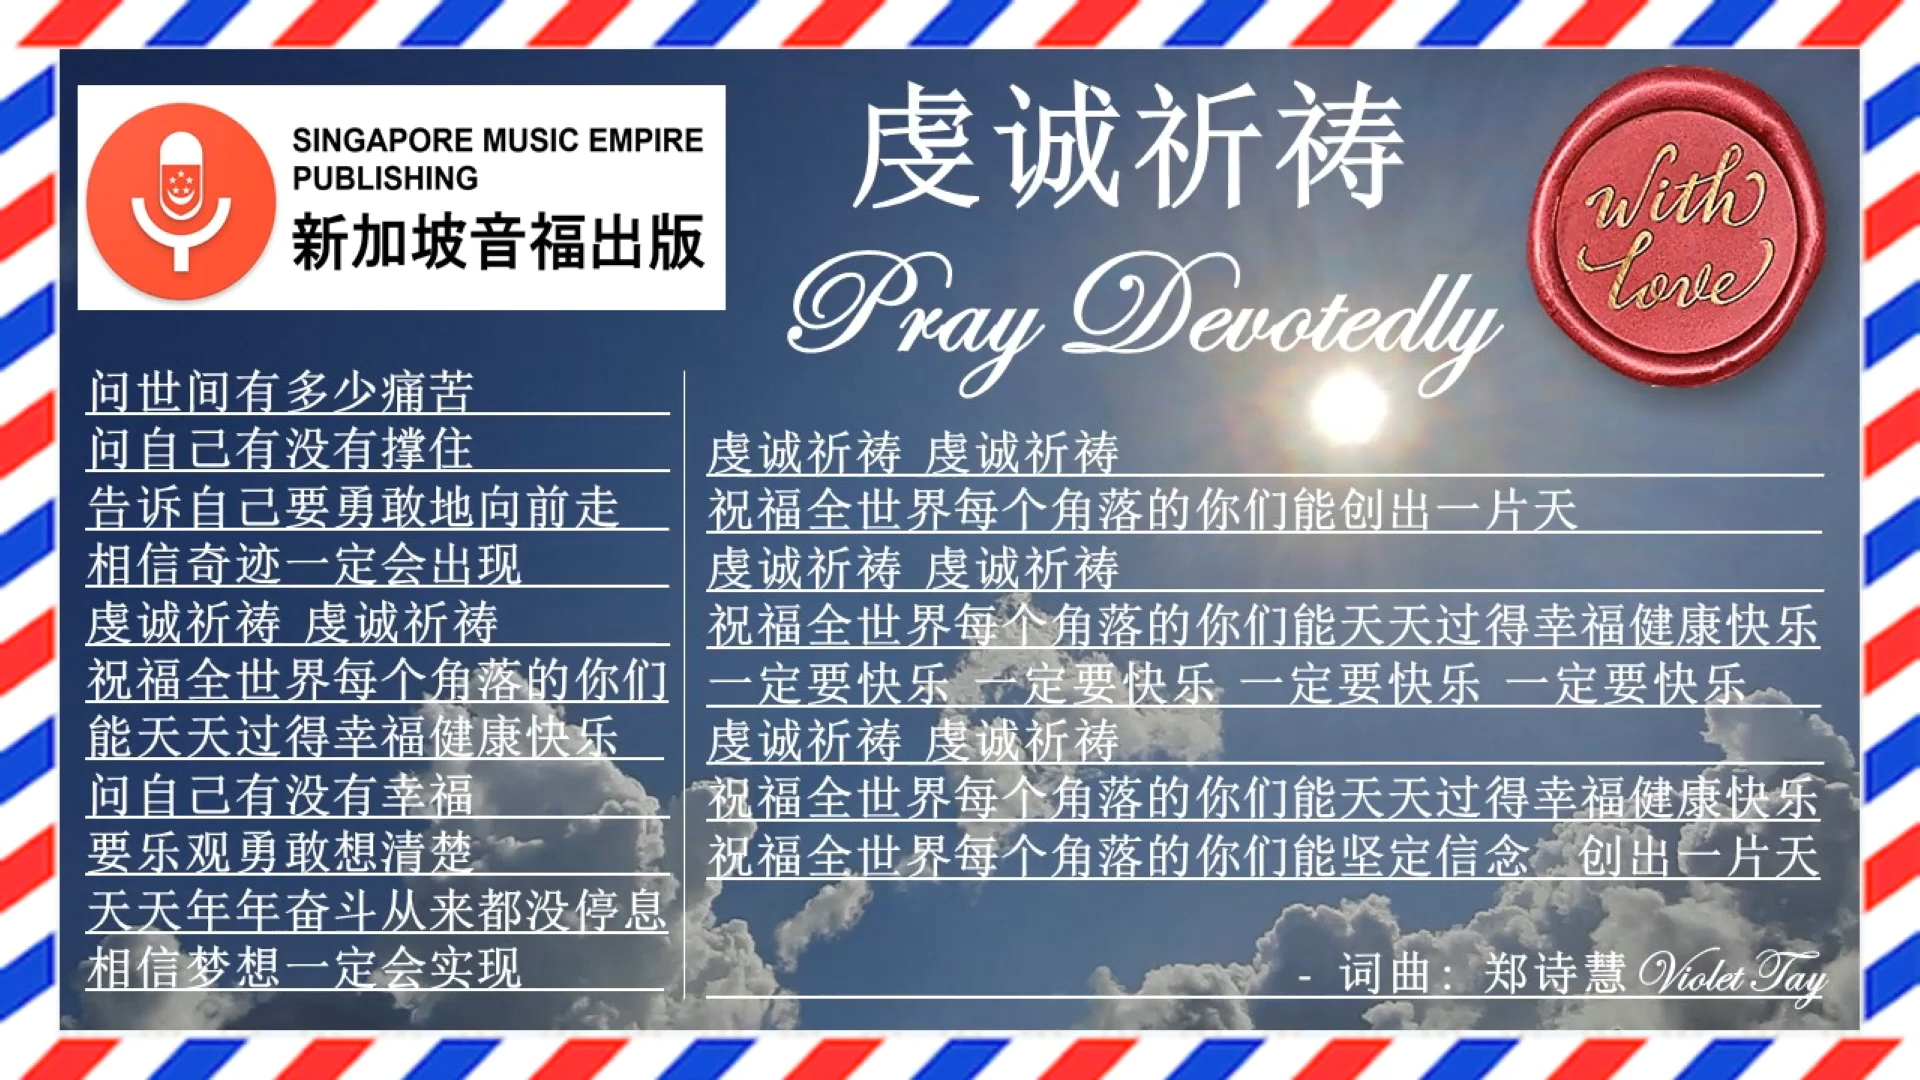 SINGAPORE MUSIC EMPIRE
PUBLISHING
新加坡音福出版
虔诚祈祷
Pray Devotedly
With
Love
问世间有多少痛苦
问自己有没有撑住
告诉自己要勇敢地向前走
相信奇迹一定会出现
虔诚祈祷 虔诚祈祷
祝福全世界每个角落的你们
能天天过得幸福健康快乐
问自己有没有幸福
要乐观勇敢想清楚
天天年年奋斗从来都没停息
相信梦想一定会实现
虔诚祈祷 虔诚祈祷
祝福全世界每个角落的你们能创出一片天
虔诚祈祷 虔诚祈祷
祝福全世界每个角落的你们能天天过得幸福健康快乐
一定要快乐 一定要快乐 一定要快乐 一定要快乐
虔诚祈祷 虔诚祈祷
祝福全世界每个角落的你们能天天过得幸福健康快乐
祝福全世界每个角落的你们能坚定信念 创出一片天
- 词曲：郑诗慧 Violet Tay